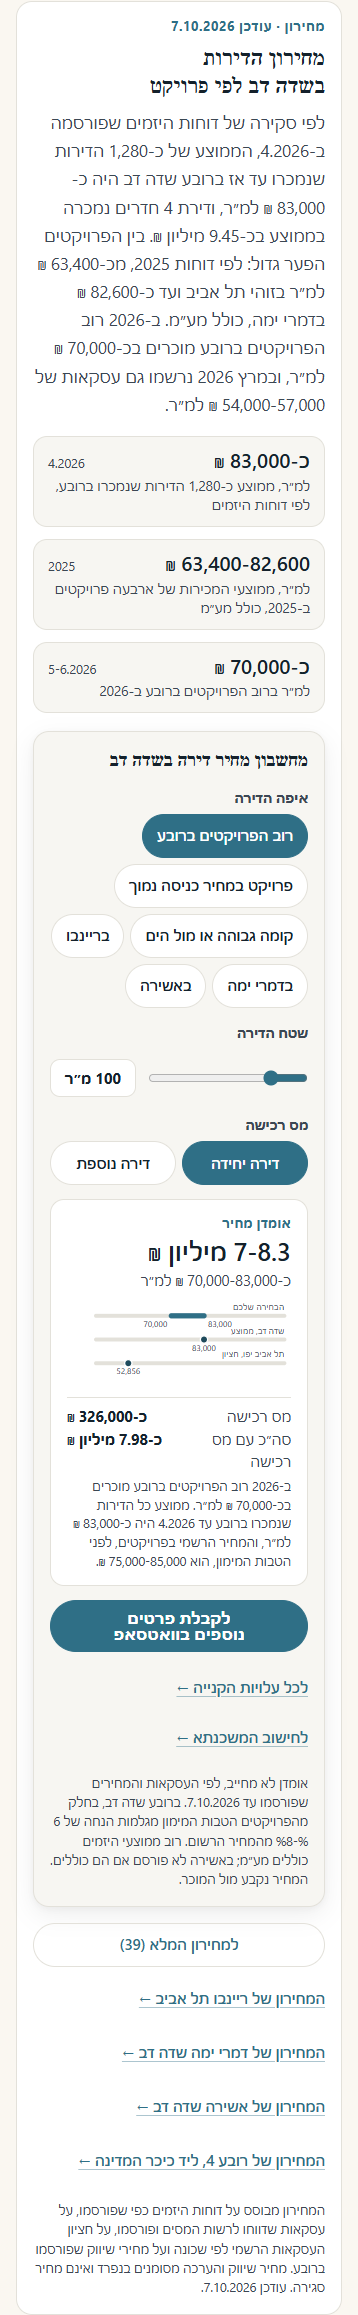 מחירון · עודכן 7.10.2026
מחירון הדירות
בשדה דב לפי פרויקט
לפי סקירה של דוחות היזמים שפורסמה
ב-4.2026, הממוצע של כ-1,280 הדירות
שנמכרו עד אז ברובע שדה דב היה כ-
83,000 ₪ למ״ר, ודירת 4 חדרים נמכרה
בממוצע בכ-9.45 מיליון ₪. בין הפרויקטים
הפער גדול: לפי דוחות 2025, מכ-63,400 ₪
למ״ר בזוהי תל אביב ועד כ-82,600 ₪
בדמרי ימה, כולל מע״מ. ב-2026 רוב
הפרויקטים ברובע מוכרים בכ-70,000 ₪
למ״ר, ובמרץ 2026 נרשמו גם עסקאות של
54,000-57,000 ₪ למ״ר.
כ-83,000 ₪
4.2026
למ״ר, ממוצע כ-1,280 הדירות שנמכרו ברובע,
לפי דוחות היזמים
63,400-82,600 ₪
2025
למ״ר, ממוצעי המכירות של ארבעה פרויקטים
ב-2025, כולל מע״מ
כ-70,000 ₪
5-6.2026
למ״ר ברוב הפרויקטים ברובע ב-2026
מחשבון מחיר דירה בשדה דב
איפה הדירה
רוב הפרויקטים ברובע
פרויקט במחיר כניסה נמוך
קומה גבוהה או מול הים
בריינבו
בדמרי ימה
באשירה
שטח הדירה
100 מ״ר
מס רכישה
דירה יחידה
דירה נוספת
אומדן מחיר
7-8.3 מיליון ₪
כ-70,000-83,000 ₪ למ״ר
הבחירה שלכם
70,000
83,000
שדה דב, ממוצע
83,000
תל אביב יפו, חציון
52,856
מס רכישה
כ-326,000 ₪
סה״כ עם מס
רכישה
כ-7.98 מיליון ₪
ב-2026 רוב הפרויקטים ברובע מוכרים
בכ-70,000 ₪ למ״ר. ממוצע כל הדירות
שנמכרו ברובע עד 4.2026 היה כ-83,000 ₪
למ״ר, והמחיר הרשמי בפרויקטים, לפני
הטבות המימון, הוא 75,000-85,000 ₪.
לקבלת פרטים
נוספים בוואטסאפ
לכל עלויות הקנייה ←
לחישוב המשכנתא ←
אומדן לא מחייב, לפי העסקאות והמחירים
שפורסמו עד 7.10.2026. ברובע שדה דב, בחלק
מהפרויקטים הטבות המימון מגלמות הנחה של 6
%-8% מהמחיר הרשום. רוב ממוצעי היזמים
כוללים מע״מ; באשירה לא פורסם אם הם כוללים.
המחיר נקבע מול המוכר.
למחירון המלא (39)
המחירון של ריינבו תל אביב ←
המחירון של דמרי ימה שדה דב ←
המחירון של אשירה שדה דב ←
המחירון של רובע 4, ליד כיכר המדינה ←
המחירון מבוסס על דוחות היזמים כפי שפורסמו, על
עסקאות שדווחו לרשות המסים ופורסמו, על חציון
העסקאות הרשמי לפי שכונה ועל מחירי שיווק שפורסמו
ברובע. מחיר שיווק והערכה מסומנים בנפרד ואינם מחיר
סגירה. עודכן 7.10.2026.